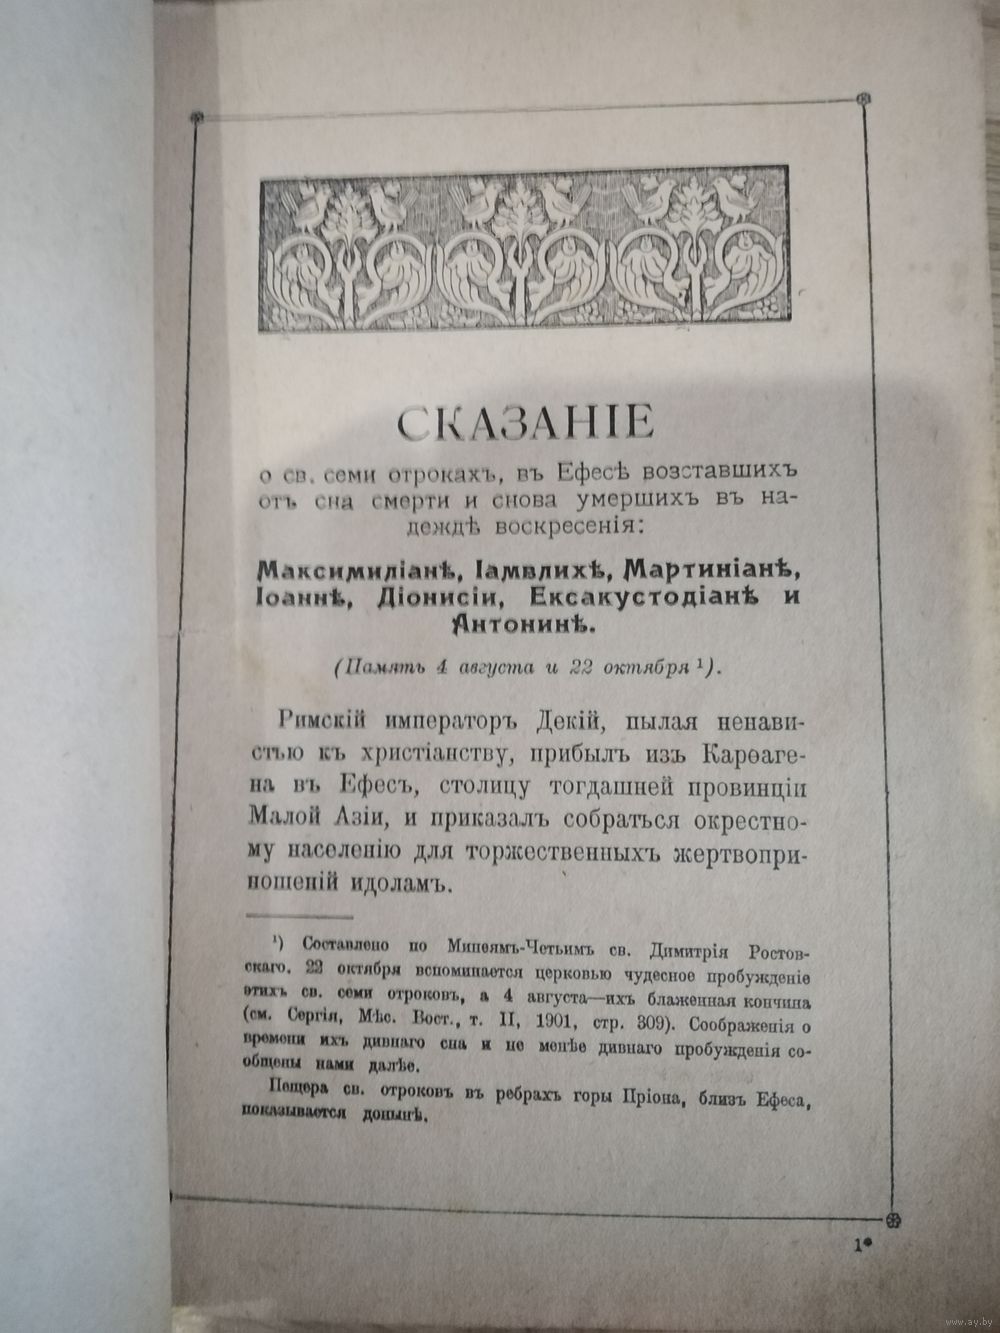 СКАЗАНІЕ
о св. семи отрокахъ, въ Ефесѣ возставшихъ
отъ сна смерти и снова умершихъ въ на-
деждѣ воскресенія:
Максимиліанѣ, Іамвлихѣ, Мартиніанѣ,
Іоаннѣ, Діонисіи, Ексакустодіанѣ и
Антонинѣ.
(Память 4 августа и 22 октября ¹).
Римскій императоръ Декій, пылая ненави-
стью къ христіанству, прибылъ изъ Карѳаге-
на въ Ефесъ, столицу тогдашней провинціи
Малой Азіи, и приказалъ собраться окрестно-
му населенію для торжественныхъ жертвопри-
ношеній идоламъ.
¹) Составлено по Минеямъ-Четьимъ св. Димитрія Ростов-
скаго. 22 октября вспоминается церковью чудесное пробужденіе
этихъ св. семи отроковъ, а 4 августа—ихъ блаженная кончина
(см. Сергія, Мѣс. Вост., т. II, 1901, стр. 309). Соображенія о
времени ихъ дивнаго сна и не менѣе дивнаго пробужденія со-
общены нами далѣе.
Пещера св. отроковъ въ ребрахъ горы Пріона, близъ Ефеса,
показывается донынѣ.
1*
www.ay.by